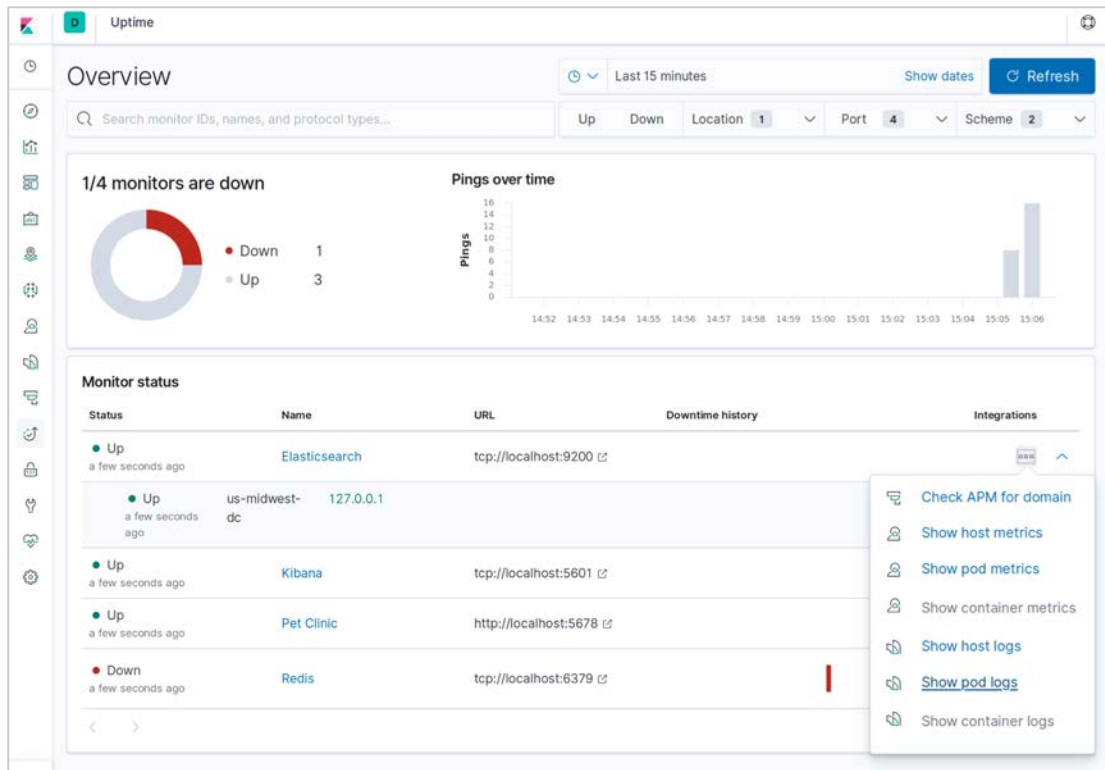 D Uptime
Overview
Last 15 minutes Show dates Refresh
Search monitor IDs, names, and protocol types...
Up Down Location 1 Port 4 Scheme 2
1/4 monitors are down
Down 1
Up 3
Pings over time
Pings
16
14
12
10
8
6
4
2
0
14:52 14:53 14:54 14:55 14:56 14:57 14:58 14:59 15:00 15:01 15:02 15:03 15:04 15:05 15:06
Monitor status
Status Name URL Downtime history Integrations
Up
a few seconds ago
Elasticsearch tcp://localhost:9200
Up
a few seconds
ago
us-midwest-
dc
127.0.0.1
Up
a few seconds ago
Kibana tcp://localhost:5601
Up
a few seconds ago
Pet Clinic http://localhost:5678
Down
a few seconds ago
Redis tcp://localhost:6379
Check APM for domain
Show host metrics
Show pod metrics
Show container metrics
Show host logs
Show pod logs
Show container logs